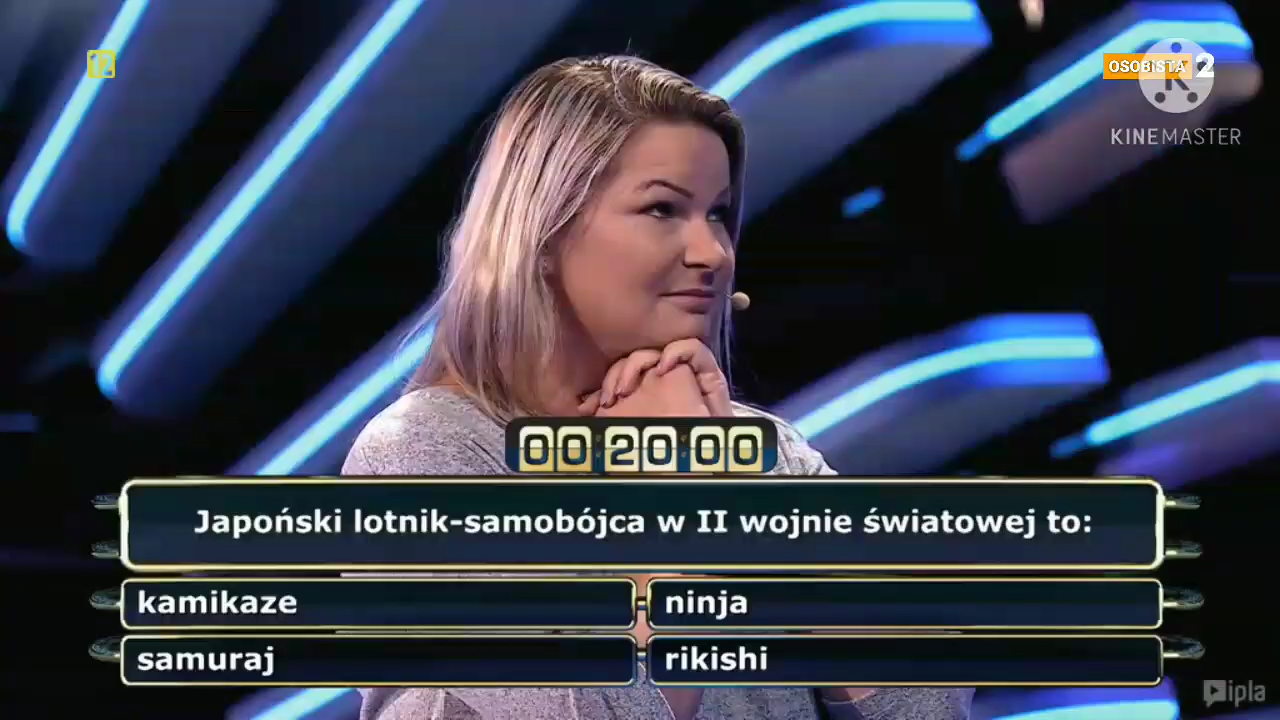 12
OSOBISTA 2
K
KINEMASTER
00:20:00
Japoński lotnik-samobójca w II wojnie światowej to:
kamikaze
ninja
samuraj
rikishi
ipla